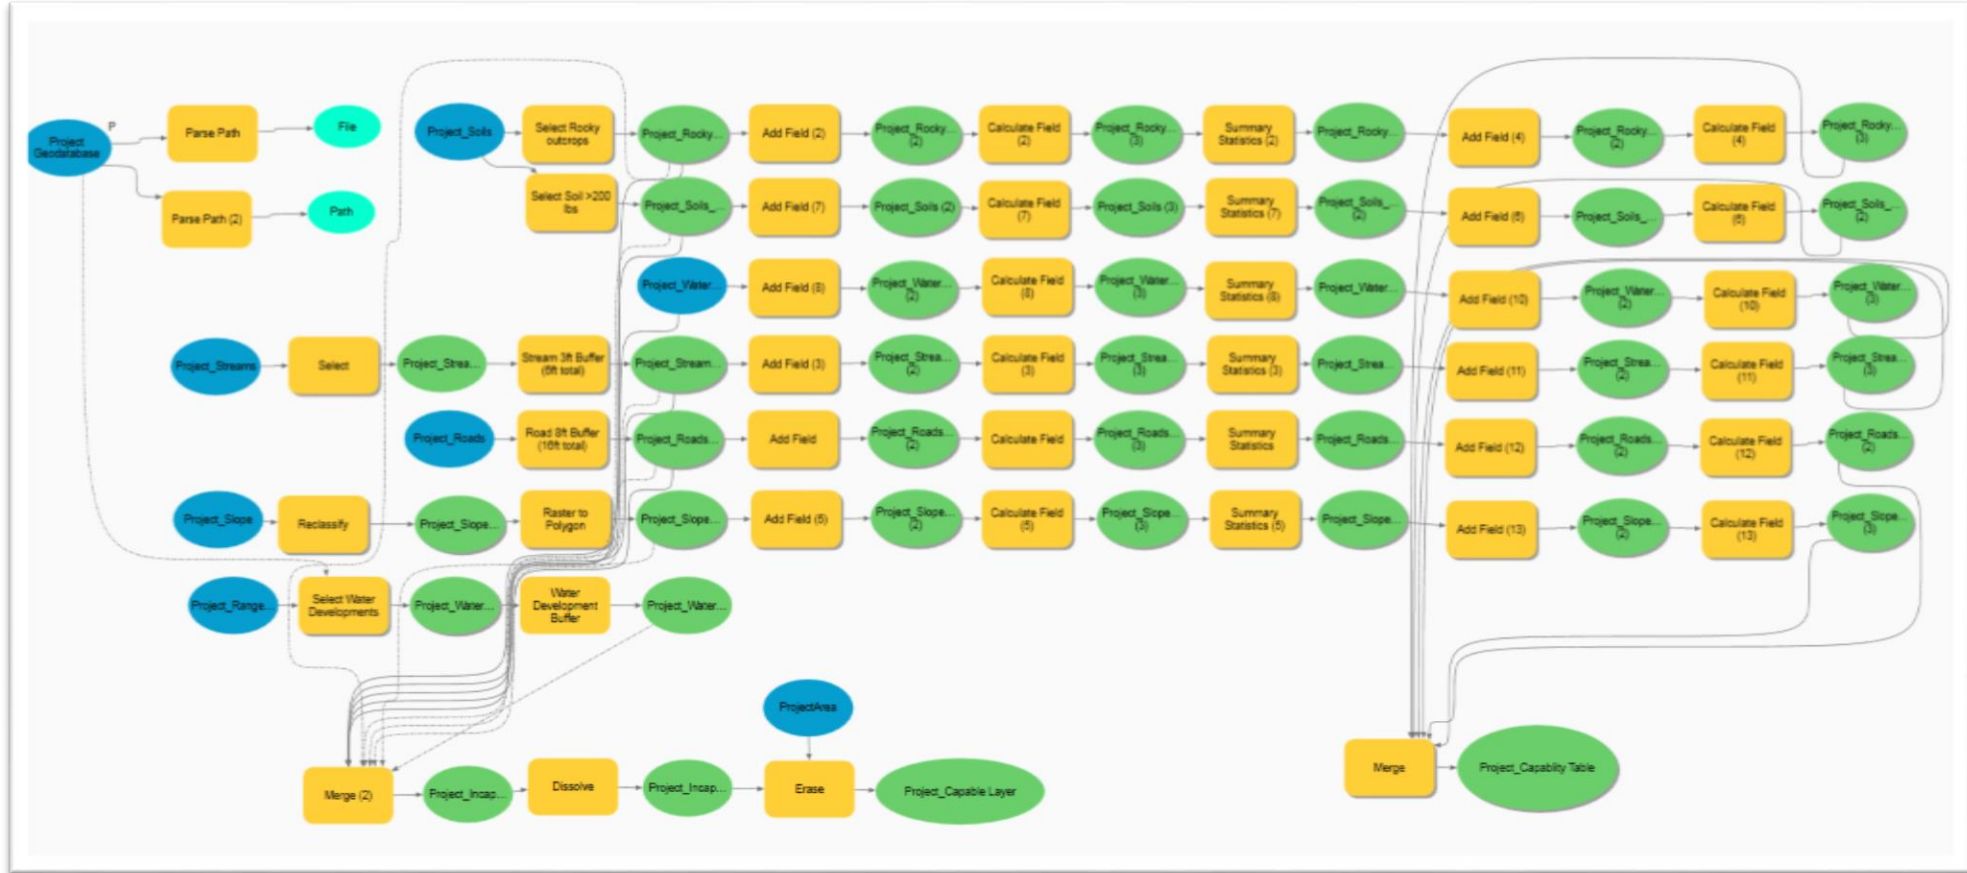 Project
Geodatabase
P
Parse Path
File
Parse Path (2)
Path
Project_Soils
Select Rocky
outcrops
Project_Rocky...
Add Field (2)
Project_Rocky...
(2)
Calculate Field
(2)
Project_Rocky...
(3)
Summary
Statistics (2)
Project_Rocky...
Add Field (4)
Project_Rocky...
(2)
Calculate Field
(4)
Project_Rocky...
(3)
Select Soil >200
lbs
Project_Soils_...
Add Field (7)
Project_Soils (2)
Calculate Field
(7)
Project_Soils (3)
Summary
Statistics (7)
Project_Soils_...
(2)
Add Field (6)
Project_Soils_...
Calculate Field
(6)
Project_Soils_...
(2)
Project_Water...
Add Field (8)
Project_Water...
(2)
Calculate Field
(8)
Project_Water...
(3)
Summary
Statistics (8)
Project_Water...
Add Field (10)
Project_Water...
(2)
Calculate Field
(10)
Project_Water...
(3)
Project_Streams
Select
Project_Strea...
Stream 3ft Buffer
(6ft total)
Project_Stream...
Add Field (3)
Project_Strea...
(2)
Calculate Field
(3)
Project_Strea...
(3)
Summary
Statistics (3)
Project_Strea...
Add Field (11)
Project_Strea...
(2)
Calculate Field
(11)
Project_Strea...
(3)
Project_Roads
Road 8ft Buffer
(16ft total)
Project_Roads...
Add Field
Project_Roads...
(2)
Calculate Field
Project_Roads...
(3)
Summary
Statistics
Project_Roads...
Add Field (12)
Project_Roads...
(2)
Calculate Field
(12)
Project_Roads...
(2)
Project_Slope
Reclassify
Project_Slope...
Raster to
Polygon
Project_Slope...
Add Field (5)
Project_Slope...
(2)
Calculate Field
(5)
Project_Slope...
(3)
Summary
Statistics (5)
Project_Slope...
Add Field (13)
Project_Slope...
(2)
Calculate Field
(13)
Project_Slope...
(3)
Project_Range...
Select Water
Developments
Project_Water...
Water
Development
Buffer
Project_Water...
ProjectArea
Merge (2)
Project_Incap...
Dissolve
Project_Incap...
Erase
Project_Capable Layer
Merge
Project_Capablity Table